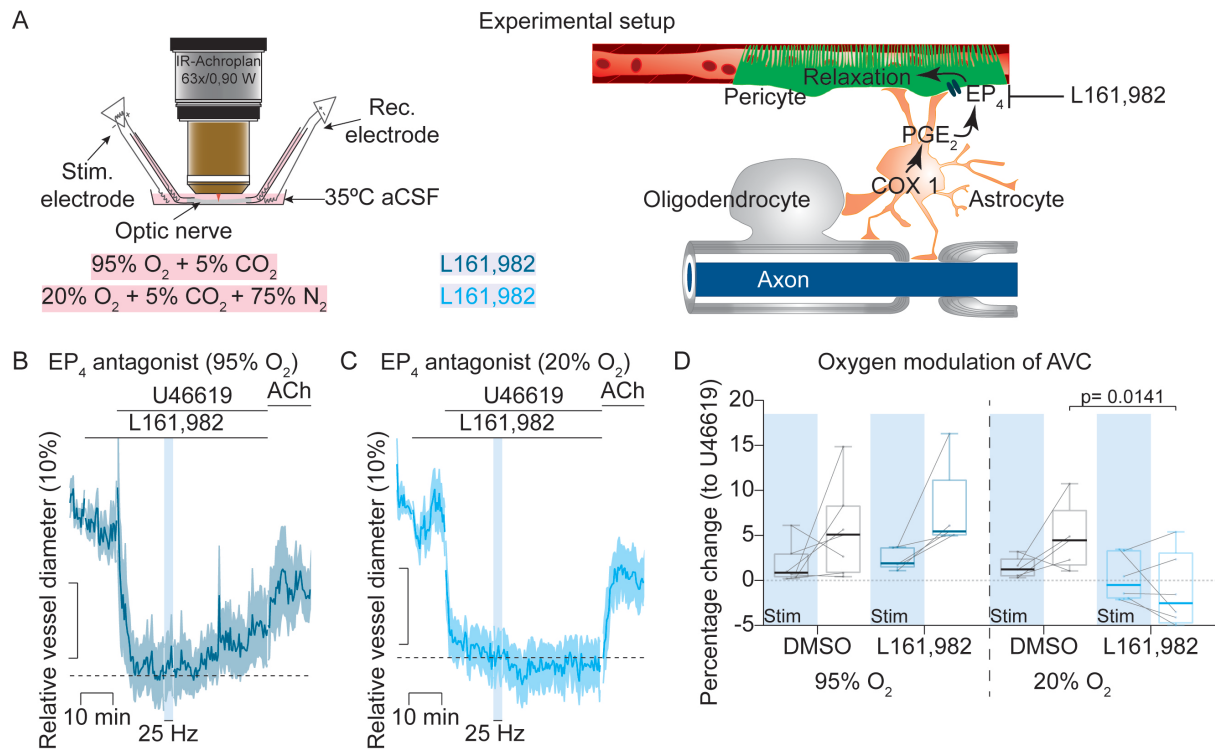 A
Experimental setup
IR-Achroplan
63x/0,90 W
Stim.
electrode
Rec.
electrode
35ºC aCSF
Optic nerve
95% O₂ + 5% CO₂
20% O₂ + 5% CO₂ + 75% N₂
L161,982
L161,982
Relaxation
Pericyte
EP₄
L161,982
PGE₂
COX 1
Oligodendrocyte
Astrocyte
Axon
B
EP₄ antagonist (95% O₂)
U46619
ACh
L161,982
Relative vessel diameter (10%)
10 min
25 Hz
C
EP₄ antagonist (20% O₂)
U46619
ACh
L161,982
Relative vessel diameter (10%)
10 min
25 Hz
D
Oxygen modulation of AVC
Percentage change (to U46619)
20
15
10
5
0
-5
p= 0.0141
Stim
Stim
Stim
Stim
DMSO
L161,982
DMSO
L161,982
95% O₂
20% O₂